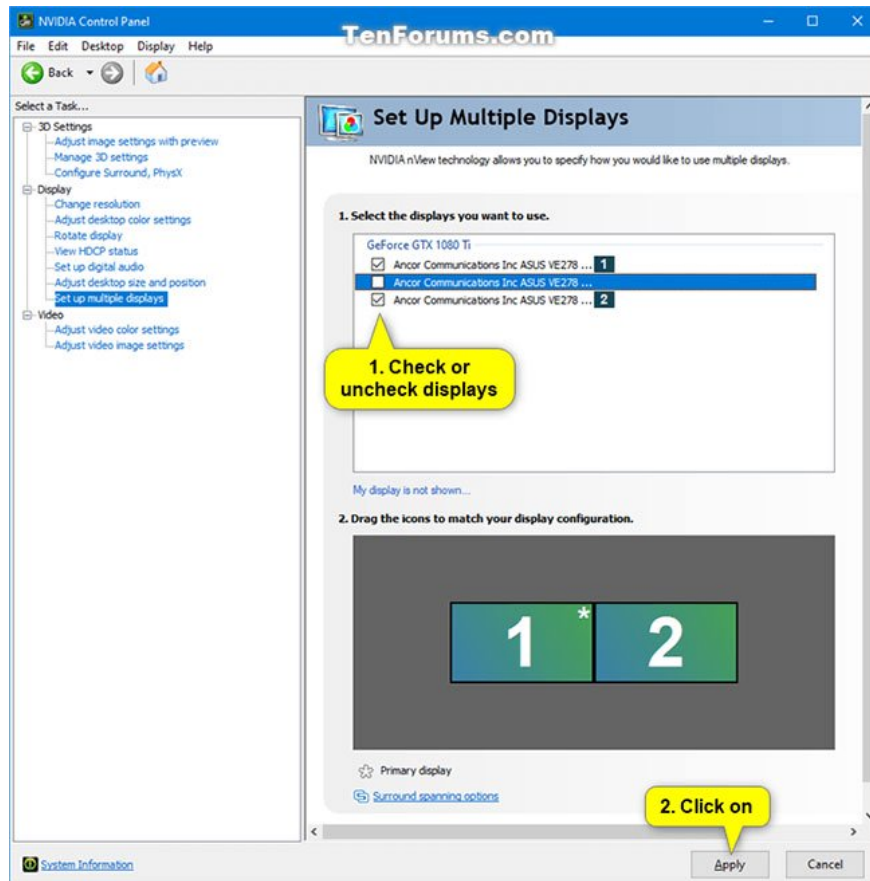 NVIDIA Control Panel
TenForums.com
File Edit Desktop Display Help
Back
Select a Task...
3D Settings
Adjust image settings with preview
Manage 3D settings
Configure Surround, PhysX
Display
Change resolution
Adjust desktop color settings
Rotate display
View HDCP status
Set up digital audio
Adjust desktop size and position
Set up multiple displays
Video
Adjust video color settings
Adjust video image settings
System Information
Set Up Multiple Displays
NVIDIA nView technology allows you to specify how you would like to use multiple displays.
1. Select the displays you want to use.
GeForce GTX 1080 Ti
Ancor Communications Inc ASUS VE278 ... 1
Ancor Communications Inc ASUS VE278 ...
Ancor Communications Inc ASUS VE278 ... 2
1. Check or
uncheck displays
My display is not shown...
2. Drag the icons to match your display configuration.
1 * 2
Primary display
Surround spanning options
2. Click on
Apply Cancel